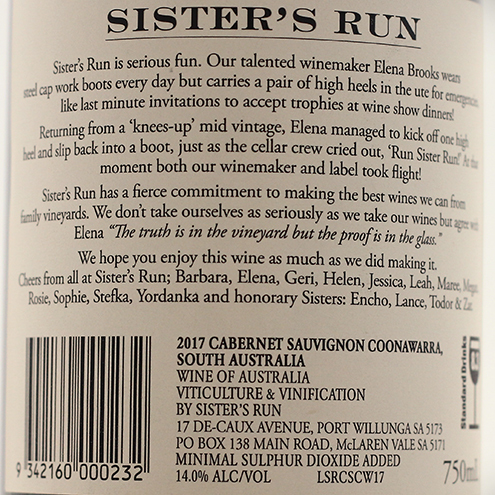 SISTER'S RUN
Sister's Run is serious fun. Our talented winemaker Elena Brooks wears
steel cap work boots every day but carries a pair of high heels in the ute for emergencies
like last minute invitations to accept trophies at wine show dinners!
Returning from a 'knees-up' mid vintage, Elena managed to kick off one high
heel and slip back into a boot, just as the cellar crew cried out, 'Run Sister Run!' At that
moment both our winemaker and label took flight!
Sister's Run has a fierce commitment to making the best wines we can from
family vineyards. We don't take ourselves as seriously as we take our wines but agree with
Elena "The truth is in the vineyard but the proof is in the glass."
We hope you enjoy this wine as much as we did making it.
Cheers from all at Sister's Run; Barbara, Elena, Geri, Helen, Jessica, Leah, Maree,
Rosie, Sophie, Stefka, Yordanka and honorary Sisters: Encho, Lance, Todor &
2017 CABERNET SAUVIGNON COONAWARRA,
SOUTH AUSTRALIA
WINE OF AUSTRALIA
VITICULTURE & VINIFICATION
BY SISTER'S RUN
17 DE-CAUX AVENUE, PORT WILLUNGA SA 5173
PO BOX 138 MAIN ROAD, McLAREN VALE SA 5171
MINIMAL SULPHUR DIOXIDE ADDED
14.0% ALC/VOL LSRCSCW17
Standard Drinks
750mL
9 342160 000232